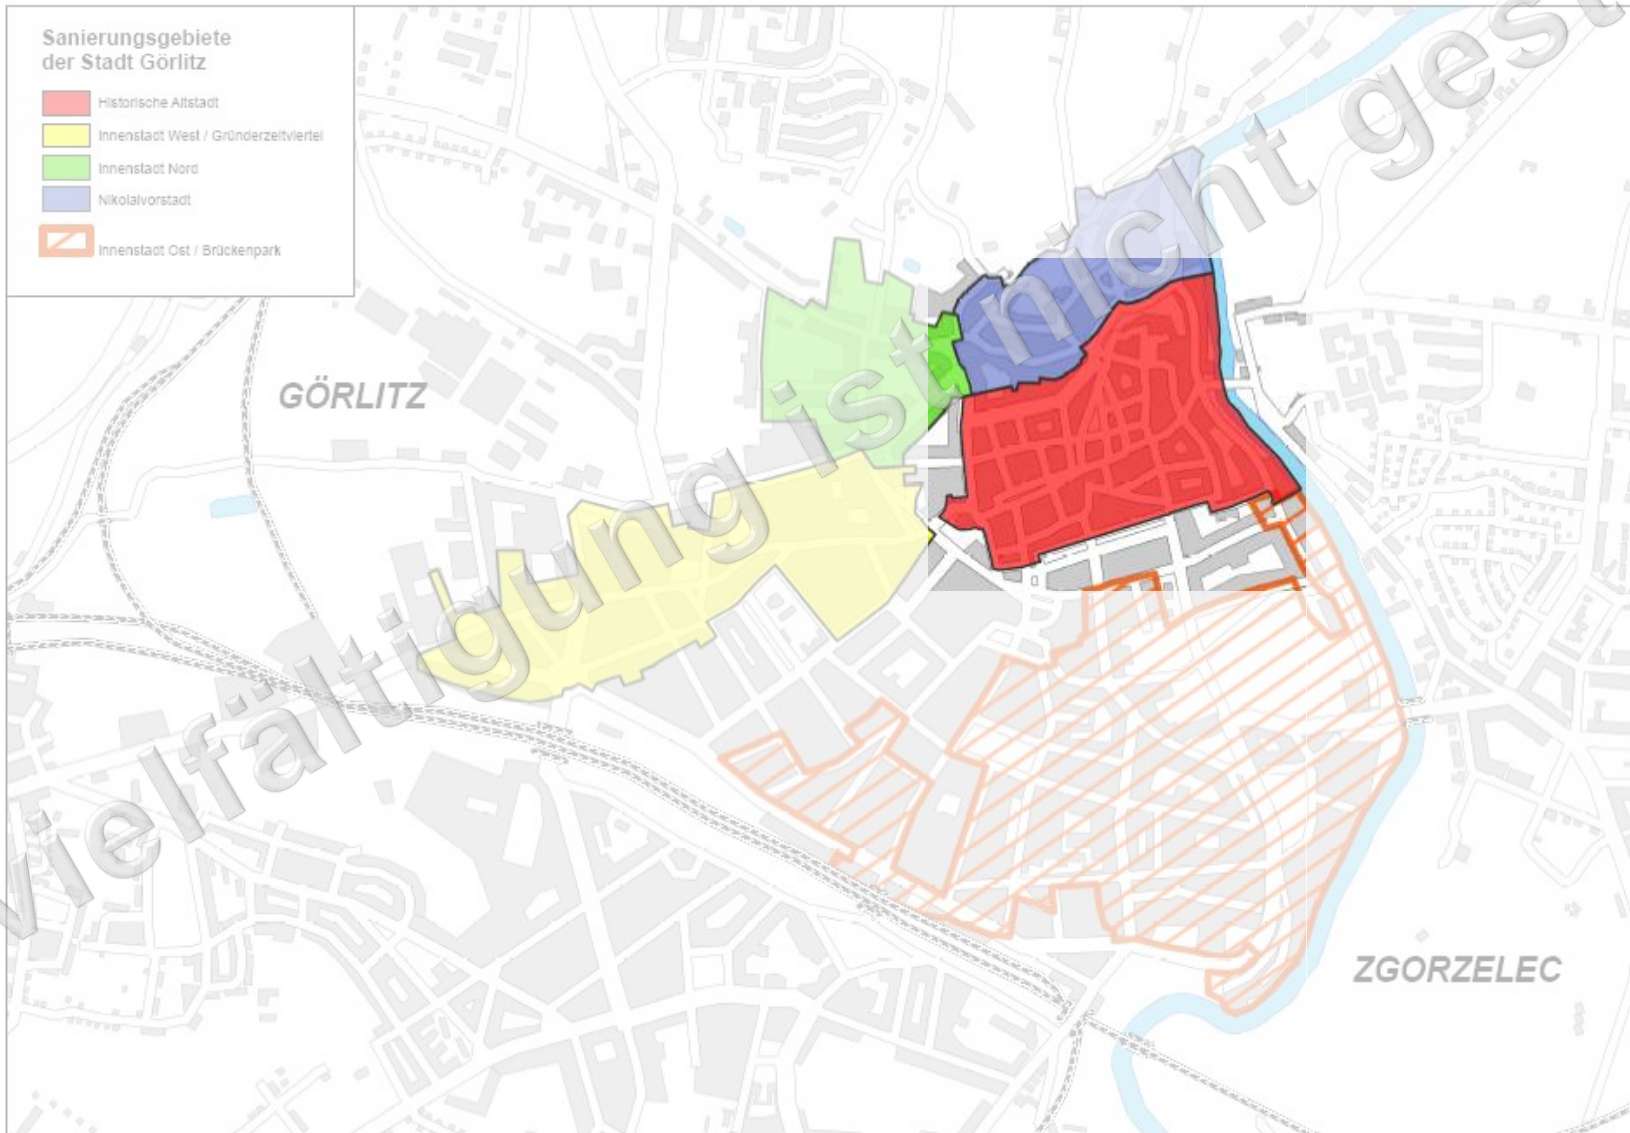 Sanierungsgebiete
der Stadt Görlitz
Historische Altstadt
Innenstadt West / Gründerzeitviertel
Innenstadt Nord
Nikolaivorstadt
Innenstadt Ost / Brückenpark
GÖRLITZ
ZGORZELEC
vielfältigung ist nicht gest